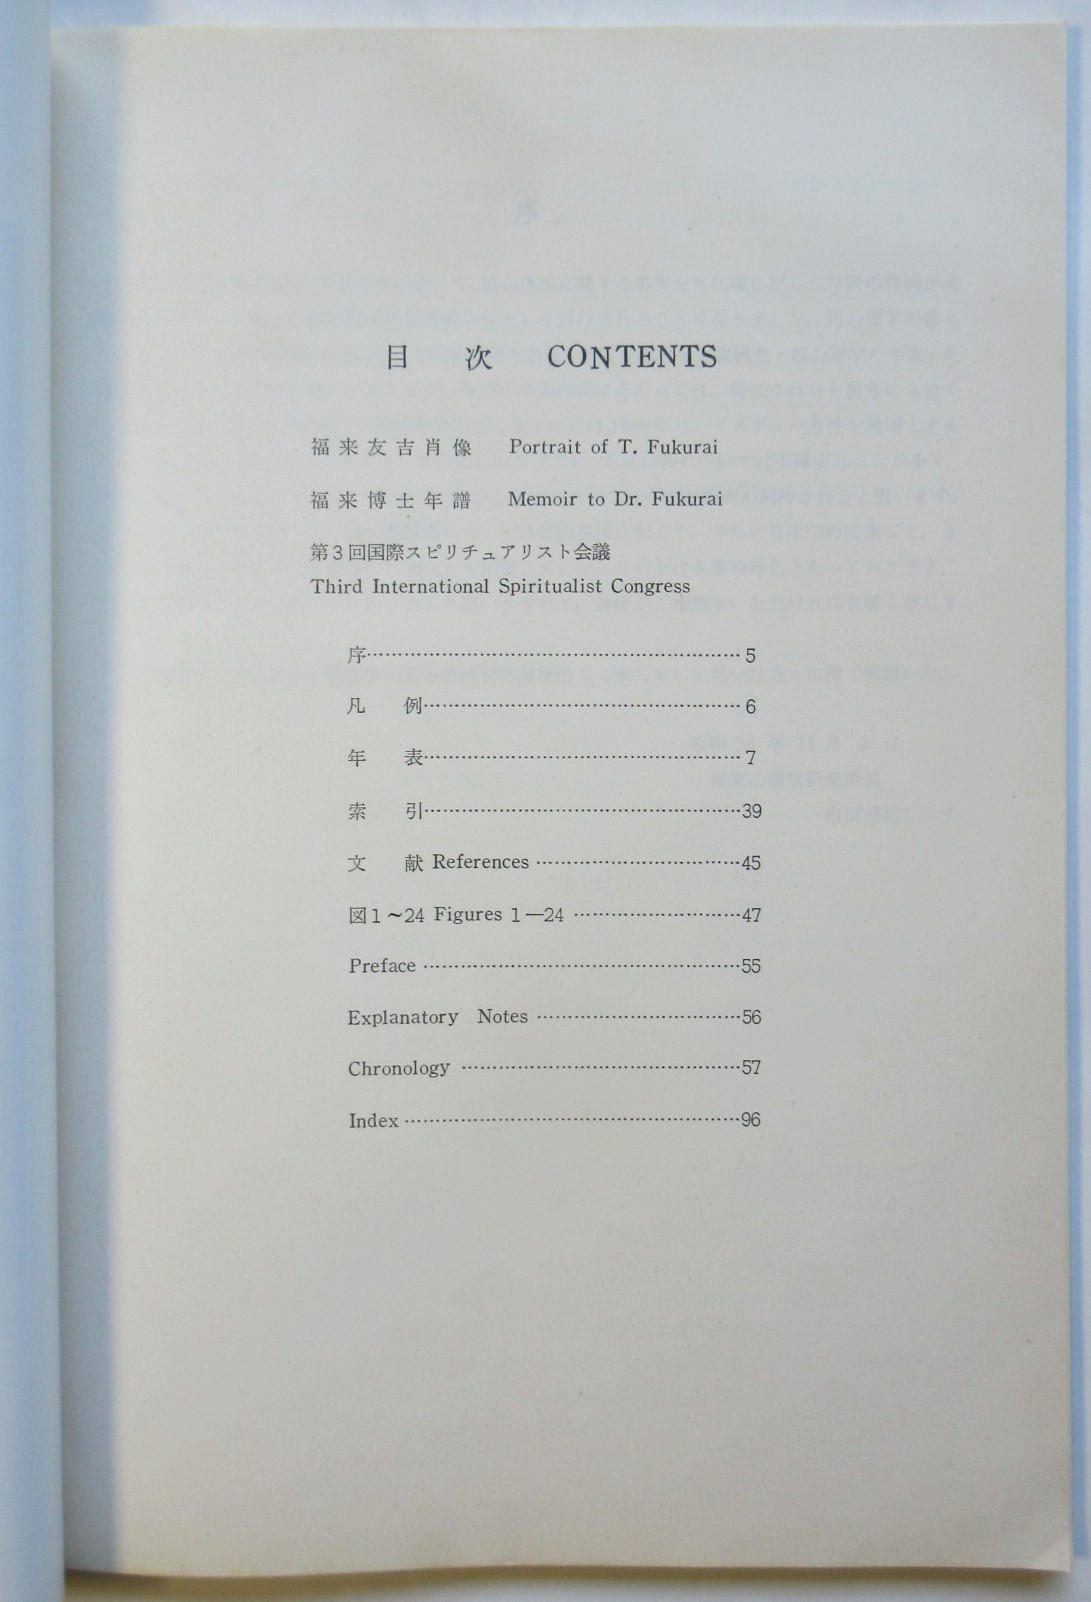 目 次 CONTENTS
福来友吉肖像 Portrait of T. Fukurai
福来博士年譜 Memoir to Dr. Fukurai
第3回国際スピリチュアリスト会議
Third International Spiritualist Congress
序……………………………………………… 5
凡 例……………………………………… 6
年 表……………………………………… 7
索 引………………………………………39
文 献 References …………………………45
図1～24 Figures 1—24 ……………………47
Preface ………………………………………55
Explanatory Notes …………………………56
Chronology …………………………………57
Index …………………………………………96